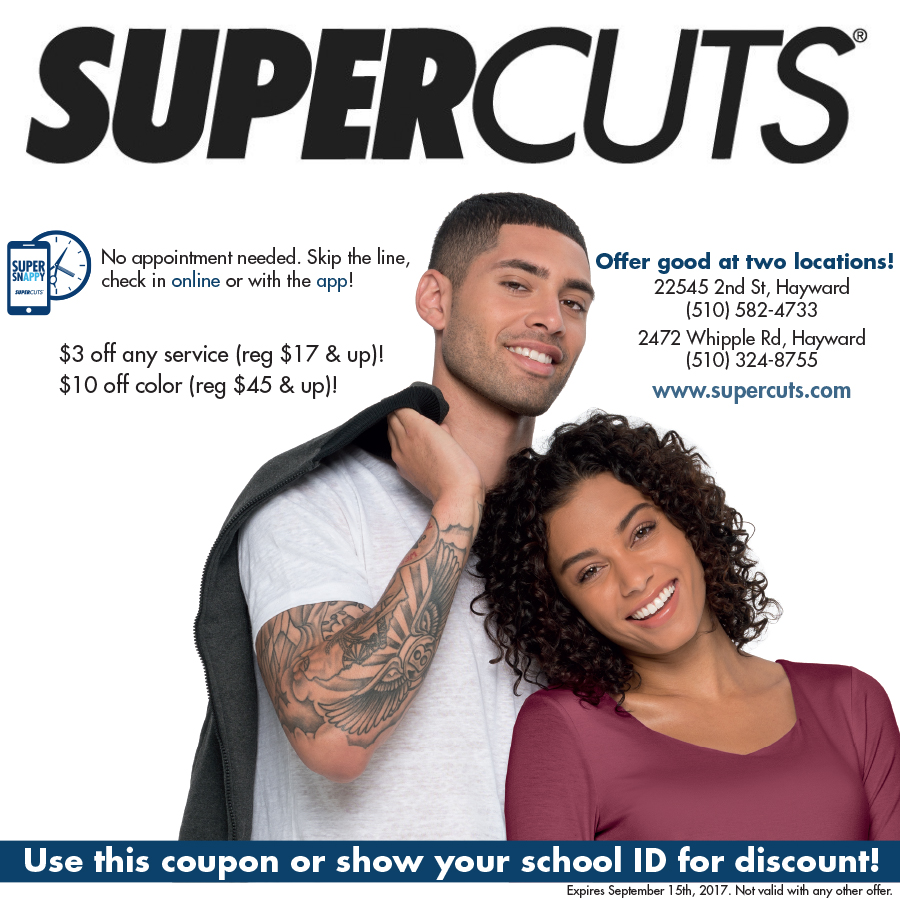 SUPERCUTS®
SUPER
SNAPPY
SUPERCUTS
No appointment needed. Skip the line,
check in online or with the app!
$3 off any service (reg $17 & up)!
$10 off color (reg $45 & up)!
Offer good at two locations!
22545 2nd St, Hayward
(510) 582-4733
2472 Whipple Rd, Hayward
(510) 324-8755
www.supercuts.com
Use this coupon or show your school ID for discount!
Expires September 15th, 2017. Not valid with any other offer.